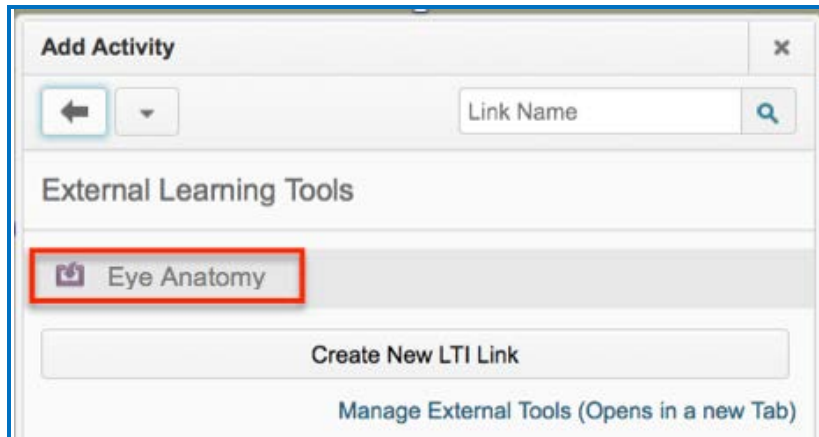 Add Activity
Link Name
External Learning Tools
Eye Anatomy
Create New LTI Link
Manage External Tools (Opens in a new Tab)